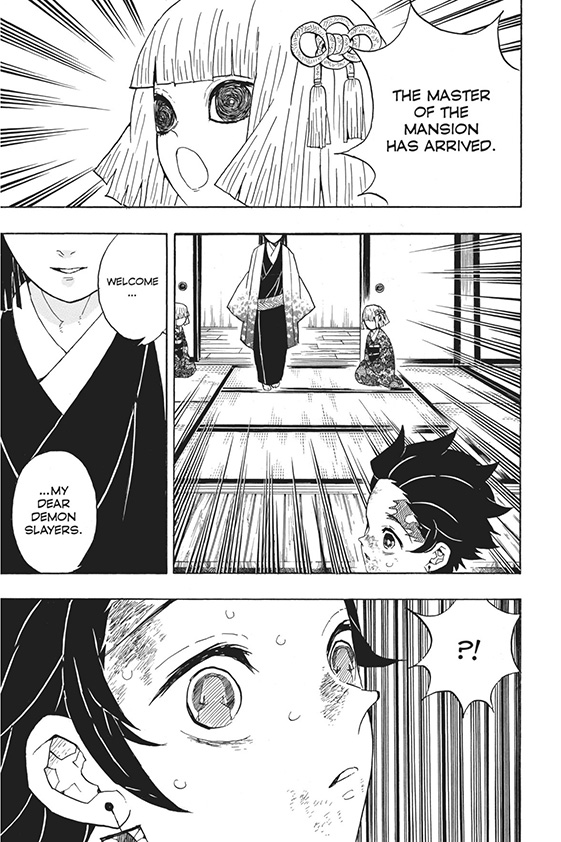 THE MASTER
OF THE
MANSION
HAS ARRIVED.
WELCOME
...
...MY
DEAR
DEMON
SLAYERS.
?!